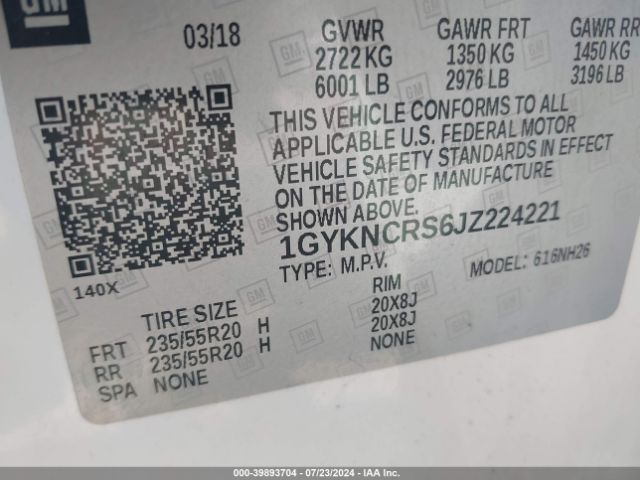 GM
03/18 GVWR GAWR FRT GAWR RR
2722 KG 1350 KG 1450 KG
6001 LB 2976 LB 3196 LB
THIS VEHICLE CONFORMS TO ALL
APPLICABLE U.S. FEDERAL MOTOR
VEHICLE SAFETY STANDARDS IN EFFECT
ON THE DATE OF MANUFACTURE
SHOWN ABOVE.
1GYKNCRS6JZ224221
TYPE: M.P.V. MODEL: 616NH26
140X
TIRE SIZE RIM
FRT 235/55R20 H 20X8J
RR 235/55R20 H 20X8J
SPA NONE NONE
000-39893704 - 07/23/2024 - IAA Inc.